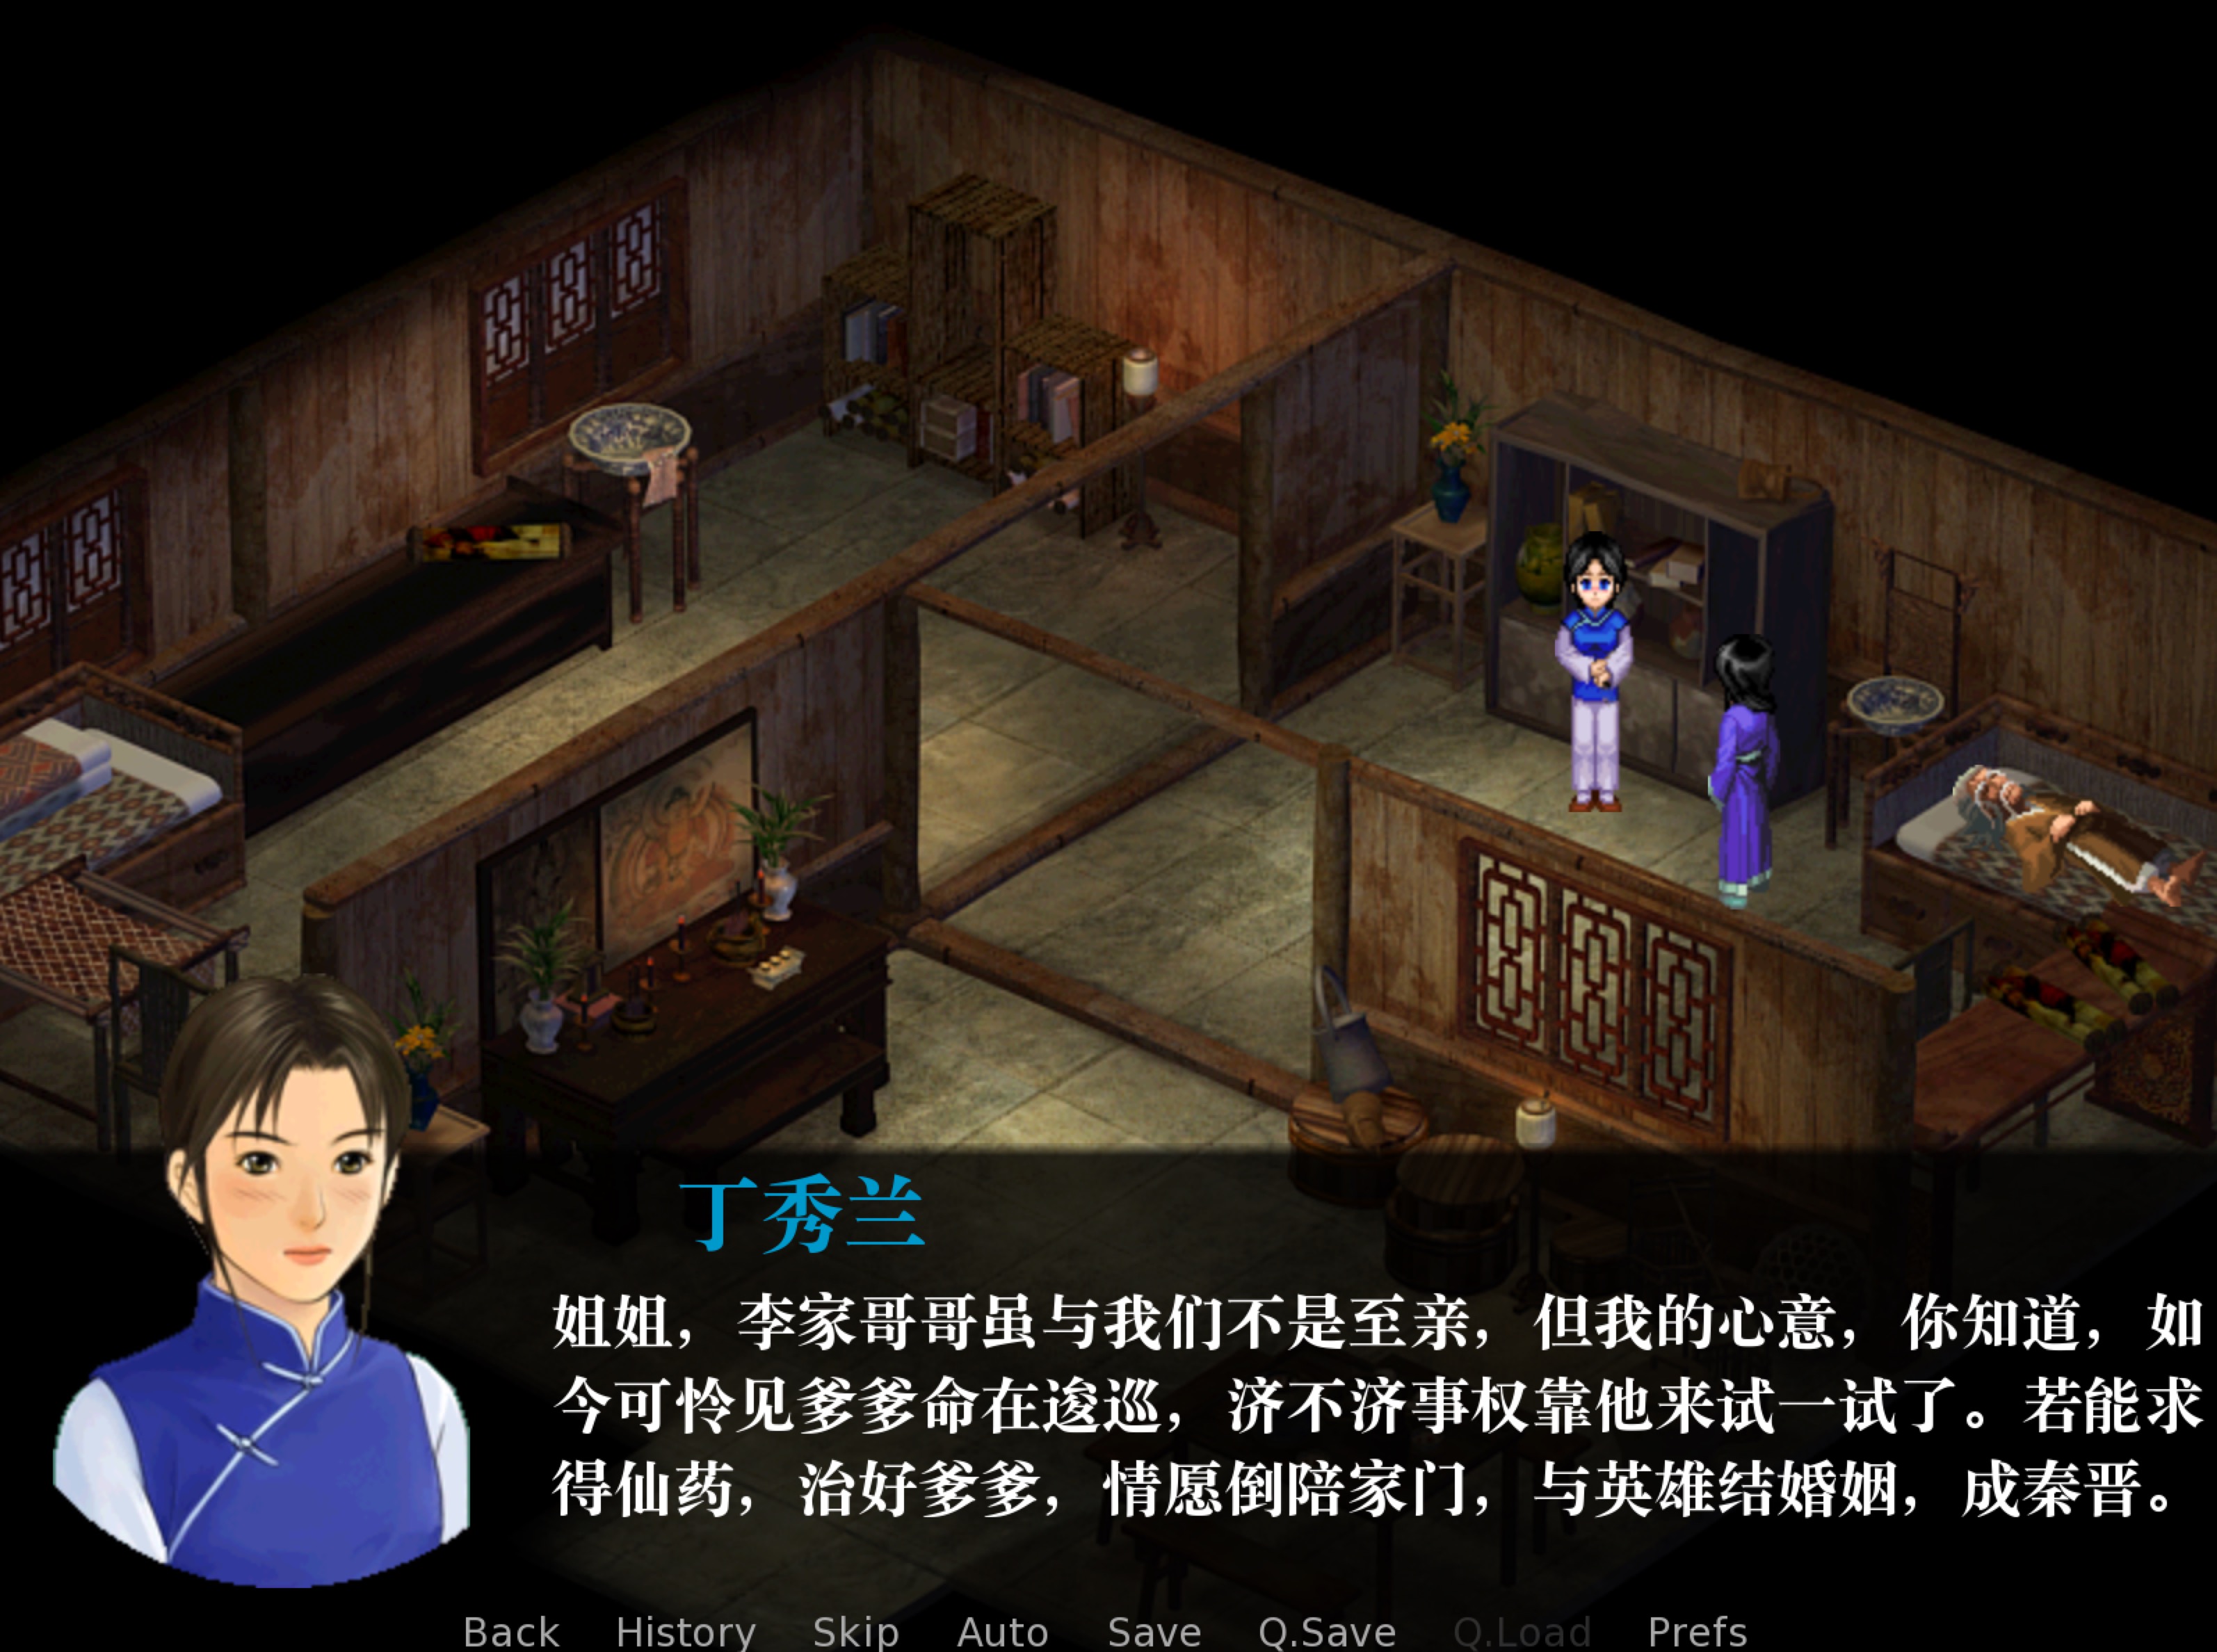 丁秀兰
姐姐，李家哥哥虽与我们不是至亲，但我的心意，你知道，如
今可怜见爹爹命在逡巡，济不济事权靠他来试一试了。若能求
得仙药，治好爹爹，情愿倒陪家门，与英雄结婚姻，成秦晋。
Back History Skip Auto Save Q.Save Q.Load Prefs